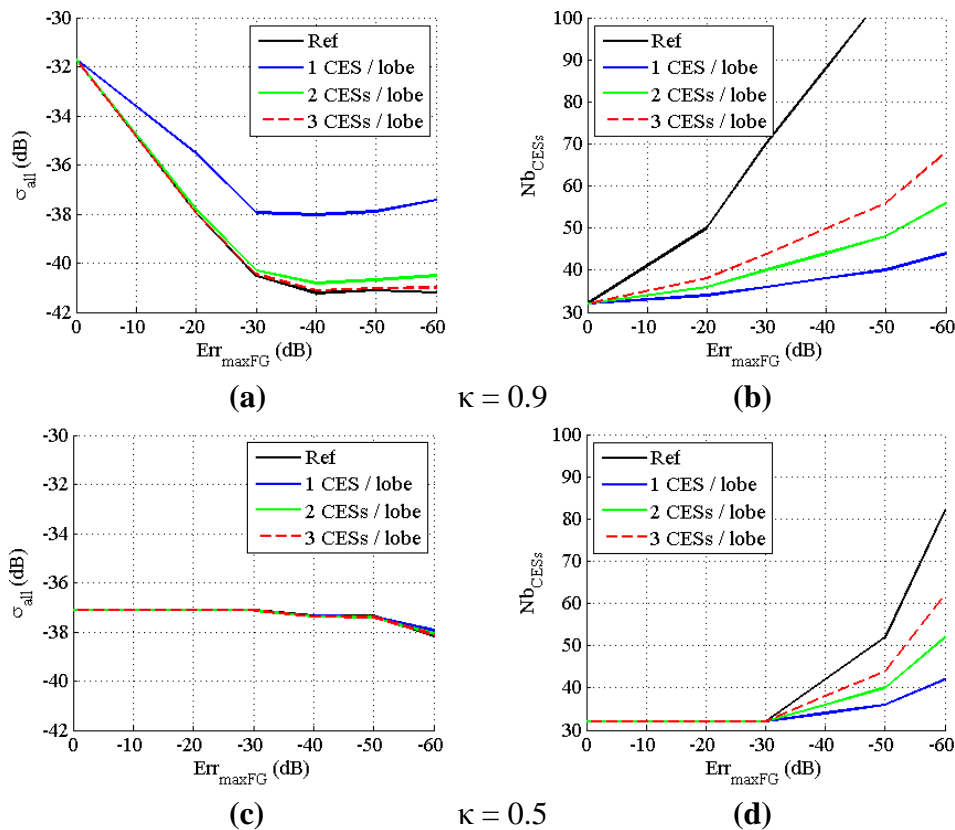 -30
-32
-34
-36
-38
-40
-42
σall (dB)
Ref
1 CES / lobe
2 CESs / lobe
3 CESs / lobe
0 -10 -20 -30 -40 -50 -60
ErrmaxFG (dB)
(a)
100
90
80
70
60
50
40
30
NbCESs
Ref
1 CES / lobe
2 CESs / lobe
3 CESs / lobe
0 -10 -20 -30 -40 -50 -60
ErrmaxFG (dB)
(b)
κ = 0.9
-30
-32
-34
-36
-38
-40
-42
σall (dB)
Ref
1 CES / lobe
2 CESs / lobe
3 CESs / lobe
0 -10 -20 -30 -40 -50 -60
ErrmaxFG (dB)
(c)
100
90
80
70
60
50
40
30
NbCESs
Ref
1 CES / lobe
2 CESs / lobe
3 CESs / lobe
0 -10 -20 -30 -40 -50 -60
ErrmaxFG (dB)
(d)
κ = 0.5